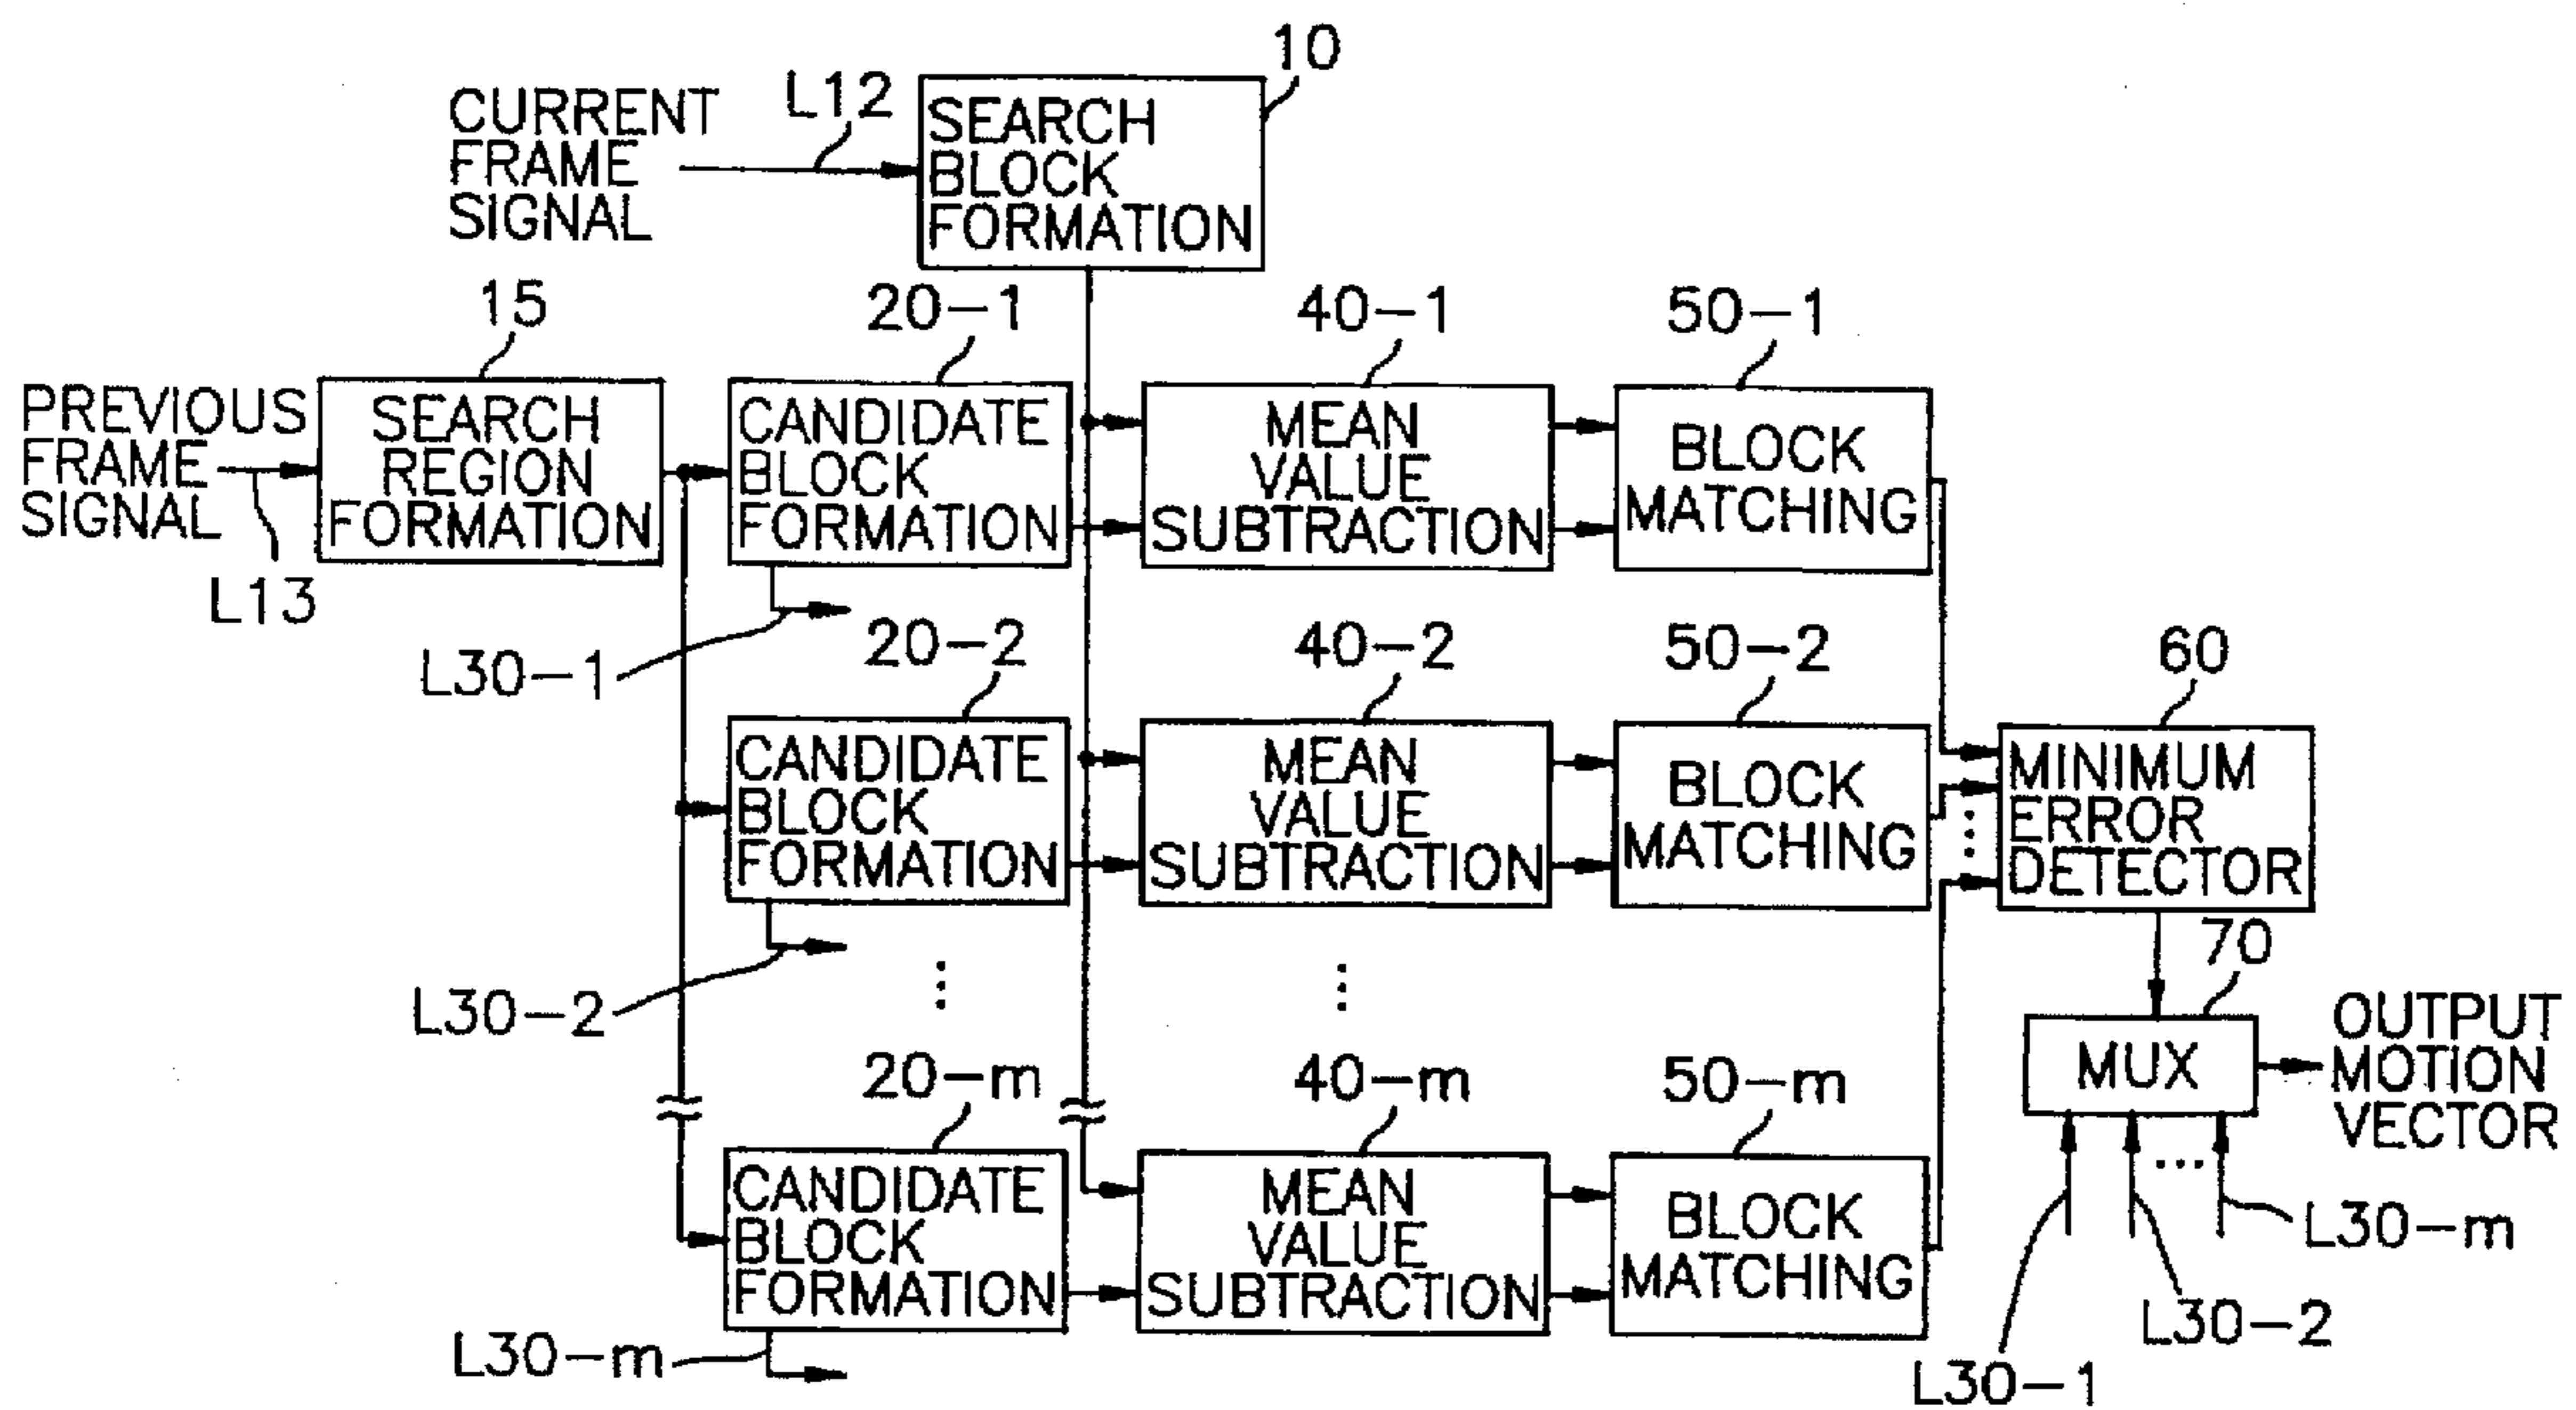 10
CURRENT
FRAME
SIGNAL
L12
SEARCH
BLOCK
FORMATION
15
20-1
40-1
50-1
PREVIOUS
FRAME
SIGNAL
L13
SEARCH
REGION
FORMATION
CANDIDATE
BLOCK
FORMATION
MEAN
VALUE
SUBTRACTION
BLOCK
MATCHING
L30-1
20-2
40-2
50-2
60
CANDIDATE
BLOCK
FORMATION
MEAN
VALUE
SUBTRACTION
BLOCK
MATCHING
MINIMUM
ERROR
DETECTOR
L30-2
70
MUX
OUTPUT
MOTION
VECTOR
20-m
40-m
50-m
CANDIDATE
BLOCK
FORMATION
MEAN
VALUE
SUBTRACTION
BLOCK
MATCHING
L30-m
L30-m
L30-2
L30-1